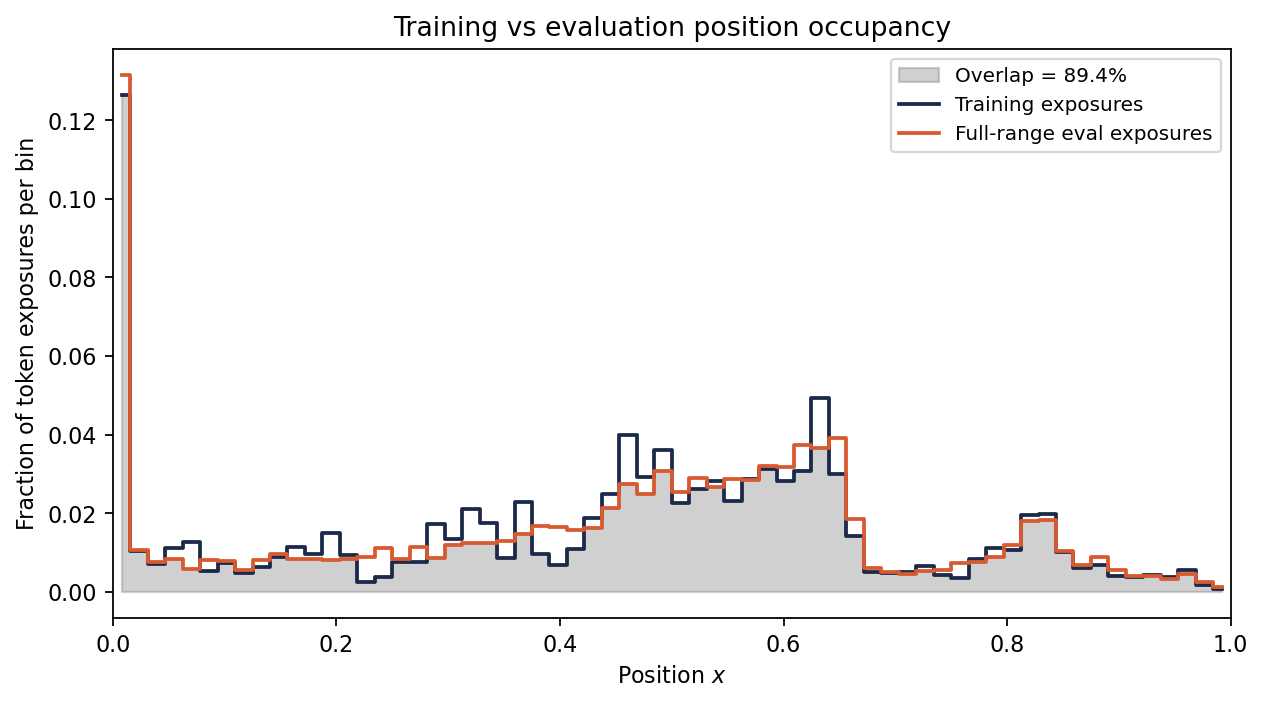 Training vs evaluation position occupancy
Overlap = 89.4%
Training exposures
Full-range eval exposures
Fraction of token exposures per bin
0.12
0.10
0.08
0.06
0.04
0.02
0.00
0.0 0.2 0.4 0.6 0.8 1.0
Position x